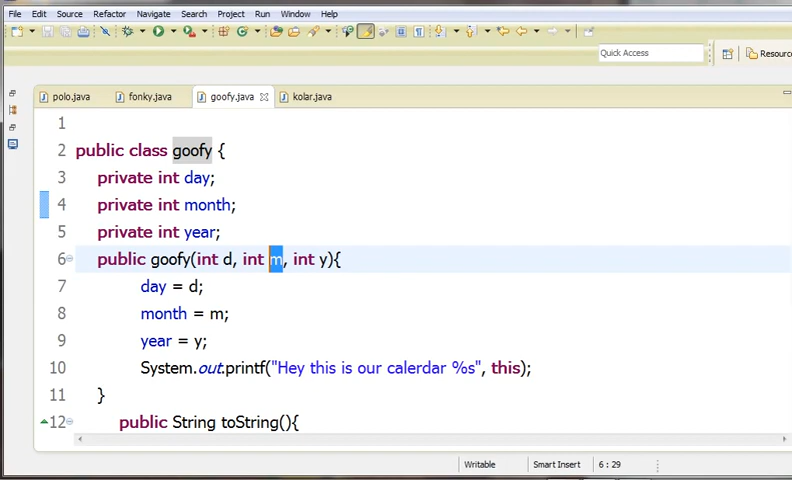 File Edit Source Refactor Navigate Search Project Run Window Help
Quick Access
Resource
polo.java fonky.java goofy.java kolar.java
1
2 public class goofy {
3 private int day;
4 private int month;
5 private int year;
6 public goofy(int d, int m, int y){
7 day = d;
8 month = m;
9 year = y;
10 System.out.printf("Hey this is our calerdar %s", this);
11 }
12 public String toString(){
Writable Smart Insert 6 : 29